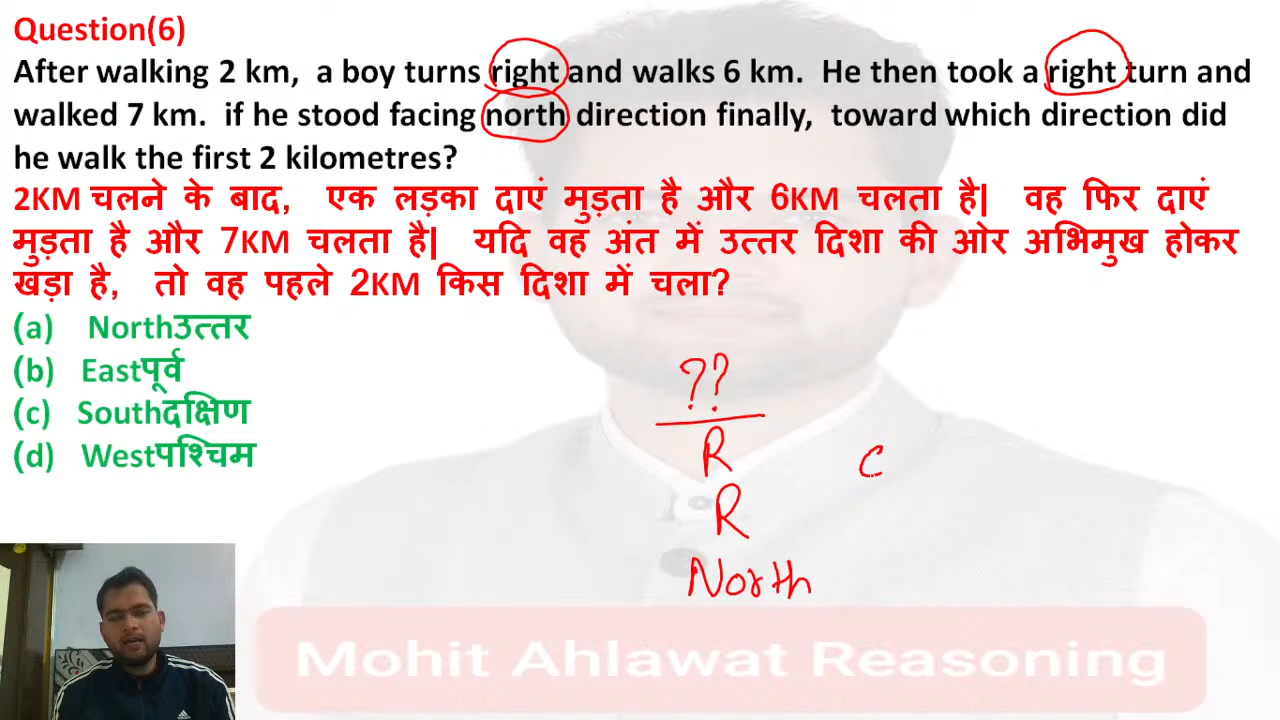 Question(6)
After walking 2 km, a boy turns right and walks 6 km. He then took a right turn and
walked 7 km. if he stood facing north direction finally, toward which direction did
he walk the first 2 kilometres?
2KM चलने के बाद, एक लड़का दाएं मुड़ता है और 6KM चलता है| वह फिर दाएं
मुड़ता है और 7KM चलता है| यदि वह अंत में उत्तर दिशा की ओर अभिमुख होकर
खड़ा है, तो वह पहले 2KM किस दिशा में चला?
(a) Northउत्तर
(b) Eastपूर्व
(c) Southदक्षिण
(d) Westपश्चिम
??
R
C
R
North
Mohit Ahlawat Reasoning